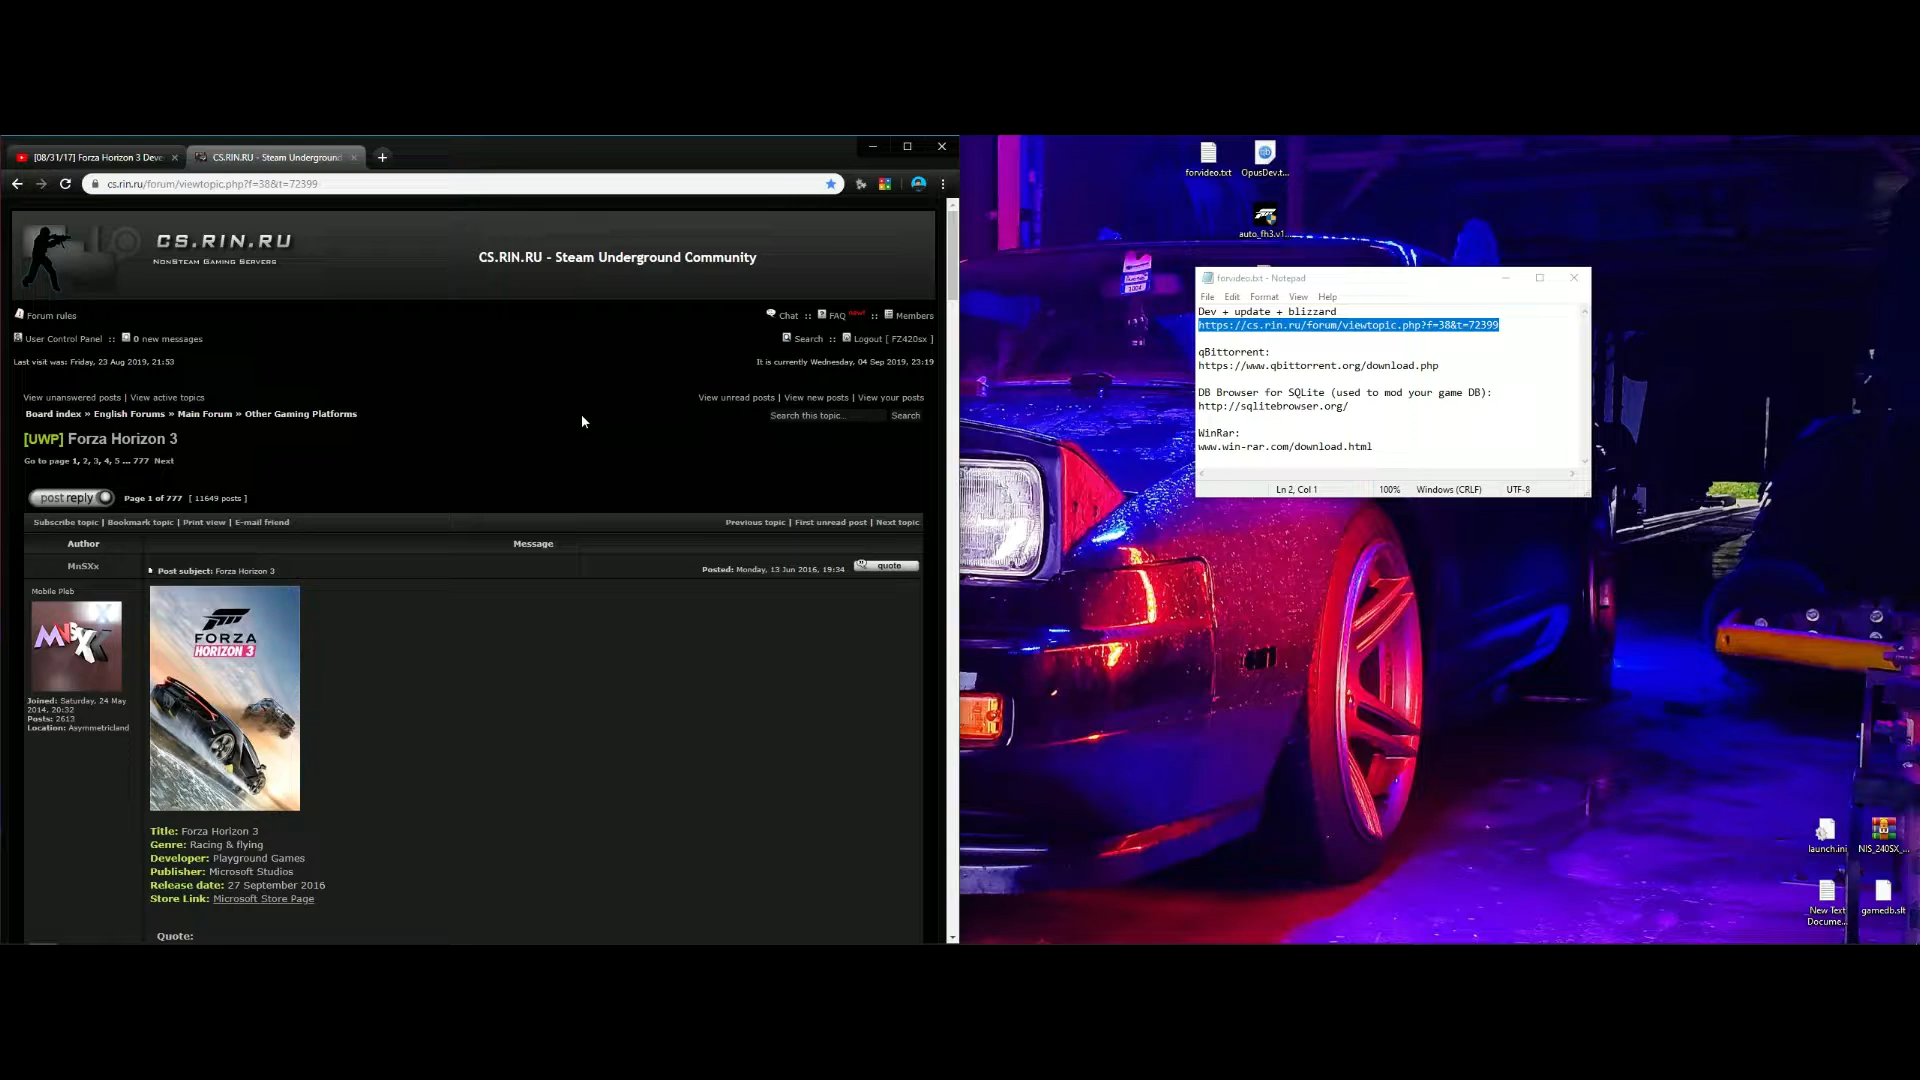 [08/31/17] Forza Horizon 3 Deve
CS.RIN.RU - Steam Underground
cs.rin.ru/forum/viewtopic.php?f=38&t=72399
CS.RIN.RU
NONSTEAM GAMING SERVERS
CS.RIN.RU - Steam Underground Community
Forum rules
Chat :: FAQ new! :: Members
User Control Panel :: 0 new messages
Search :: Logout [ FZ420sx ]
Last visit was: Friday, 23 Aug 2019, 21:53
It is currently Wednesday, 04 Sep 2019, 23:19
View unanswered posts | View active topics
View unread posts | View new posts | View your posts
Board index » English Forums » Main Forum » Other Gaming Platforms
Search this topic...
Search
[UWP] Forza Horizon 3
Go to page 1, 2, 3, 4, 5 ... 777 Next
post reply
Page 1 of 777 [ 11649 posts ]
Subscribe topic | Bookmark topic | Print view | E-mail friend
Previous topic | First unread post | Next topic
Author
Message
MnSXx
Post subject: Forza Horizon 3
Posted: Monday, 13 Jun 2016, 19:34
quote
Mobile Pleb
Joined: Saturday, 24 May
2014, 20:32
Posts: 2613
Location: Asymmetricland
FORZA
HORIZON 3
Title: Forza Horizon 3
Genre: Racing & flying
Developer: Playground Games
Publisher: Microsoft Studios
Release date: 27 September 2016
Store Link: Microsoft Store Page
Quote:
forvideo.txt
OpusDev.t...
auto_fh3.v1...
forvideo.txt - Notepad
File Edit Format View Help
Dev + update + blizzard
https://cs.rin.ru/forum/viewtopic.php?f=38&t=72399
qBittorrent:
https://www.qbittorrent.org/download.php
DB Browser for SQLite (used to mod your game DB):
http://sqlitebrowser.org/
WinRar:
www.win-rar.com/download.html
Ln 2, Col 1
100%
Windows (CRLF)
UTF-8
launch.ini
NIS_240SX_...
New Text
Docume...
gamedb.slt